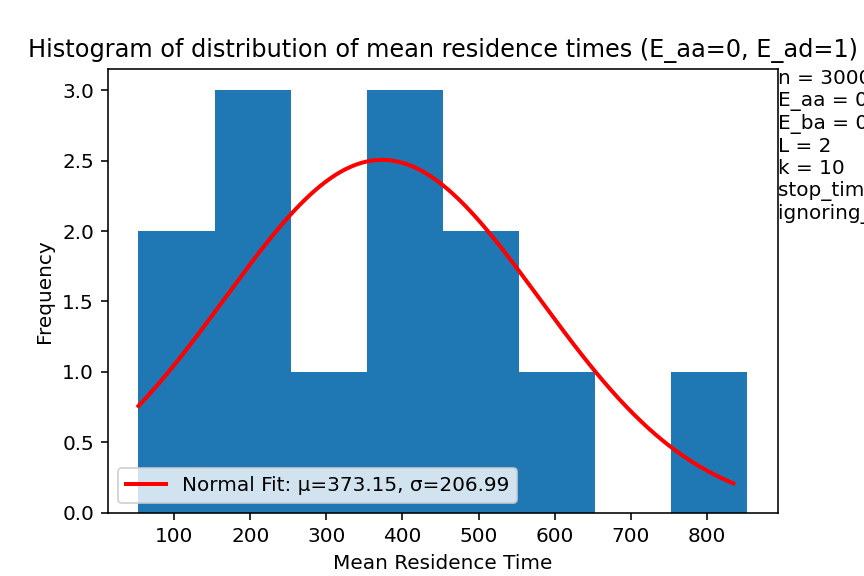 Histogram of distribution of mean residence times (E_aa=0, E_ad=1)
n = 3000
E_aa = 0
E_ba = 0
L = 2
k = 10
stop_tim
ignoring_
3.0
2.5
2.0
1.5
1.0
0.5
0.0
Frequency
Normal Fit: μ=373.15, σ=206.99
100 200 300 400 500 600 700 800
Mean Residence Time